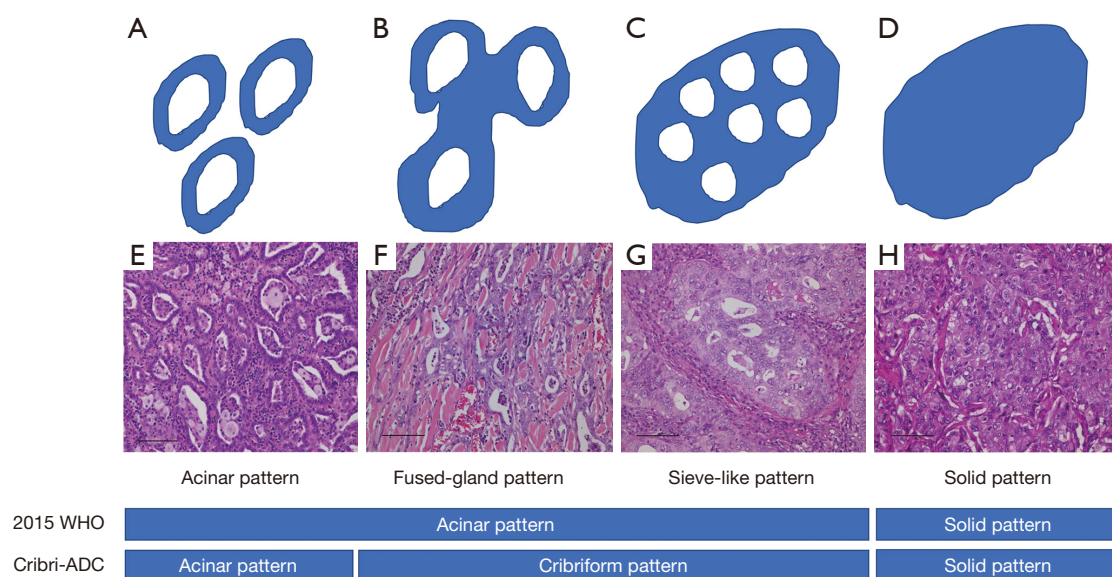 A
B
C
D
E
F
G
H
Acinar pattern
Fused-gland pattern
Sieve-like pattern
Solid pattern
2015 WHO
Acinar pattern
Solid pattern
Cribri-ADC
Acinar pattern
Cribriform pattern
Solid pattern